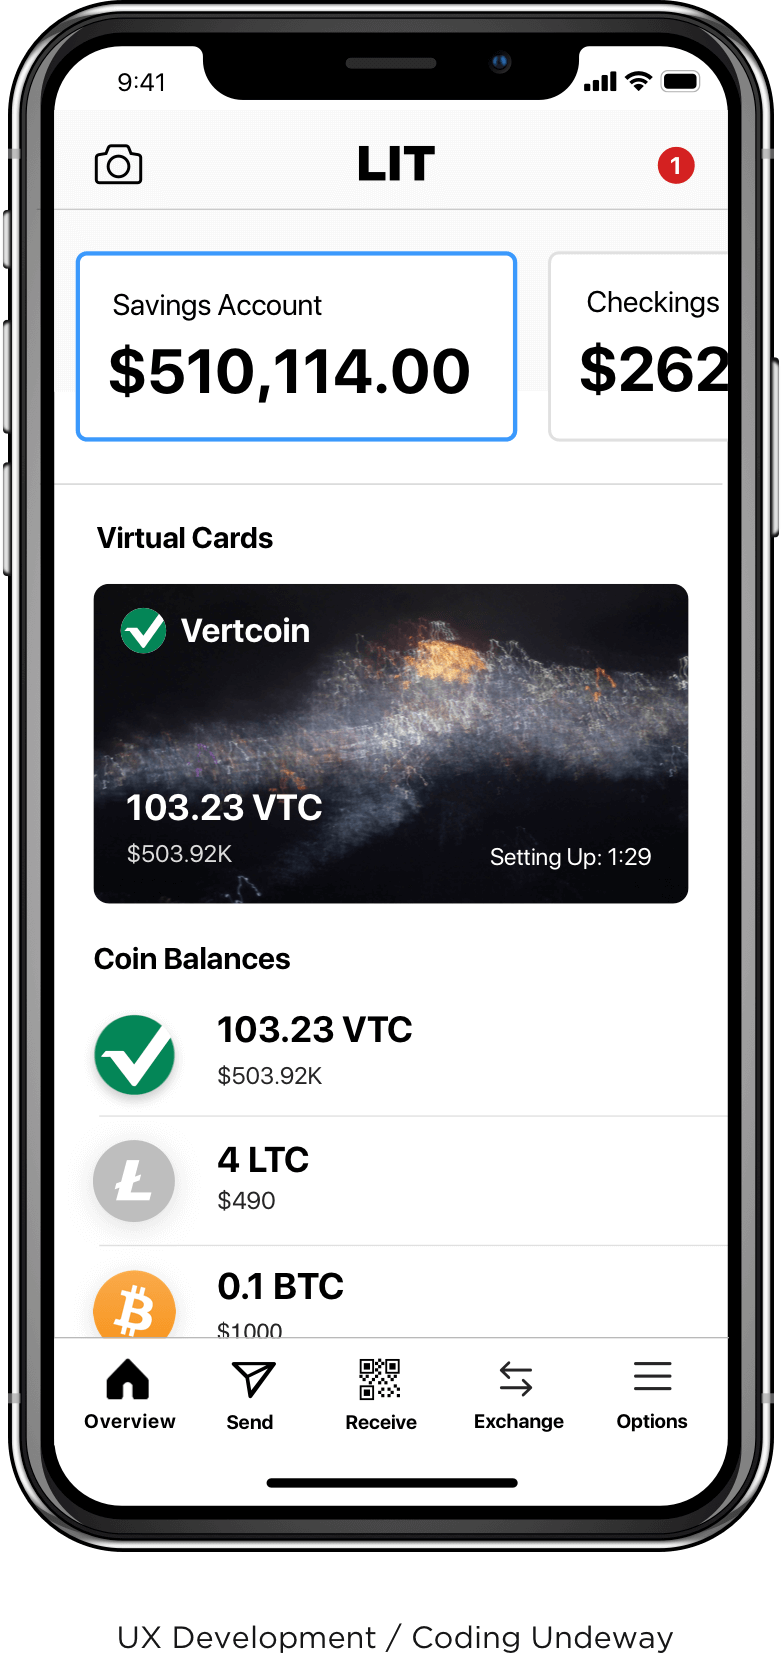 9:41
LIT
1
Savings Account
$510,114.00
Checkings
$262
Virtual Cards
Vertcoin
103.23 VTC
$503.92K
Setting Up: 1:29
Coin Balances
103.23 VTC
$503.92K
4 LTC
$490
0.1 BTC
$1000
Overview
Send
Receive
Exchange
Options
UX Development / Coding Undeway